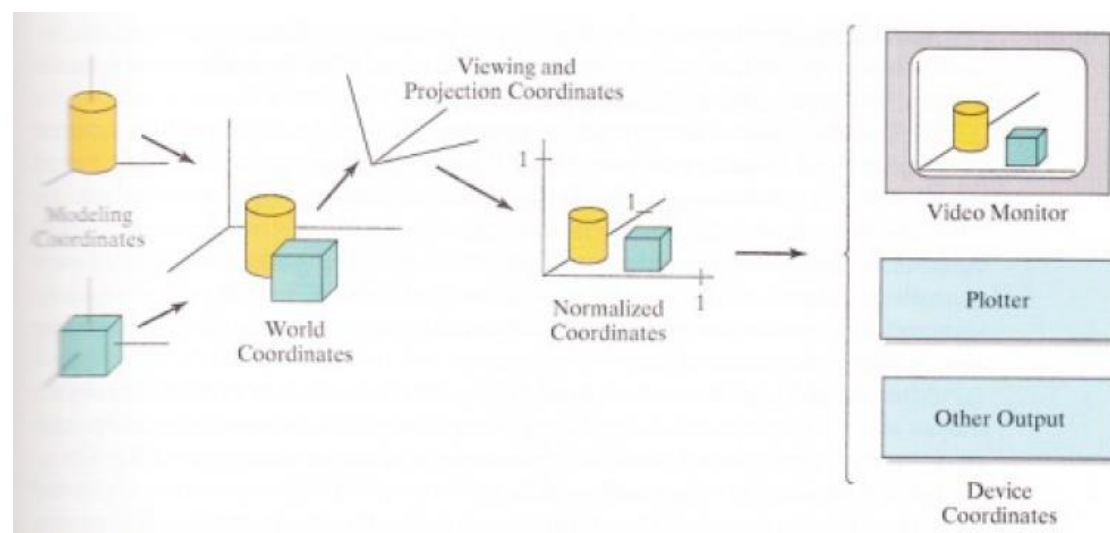 Modeling
Coordinates
World
Coordinates
Viewing and
Projection Coordinates
1
1
1
Normalized
Coordinates
Video Monitor
Plotter
Other Output
Device
Coordinates